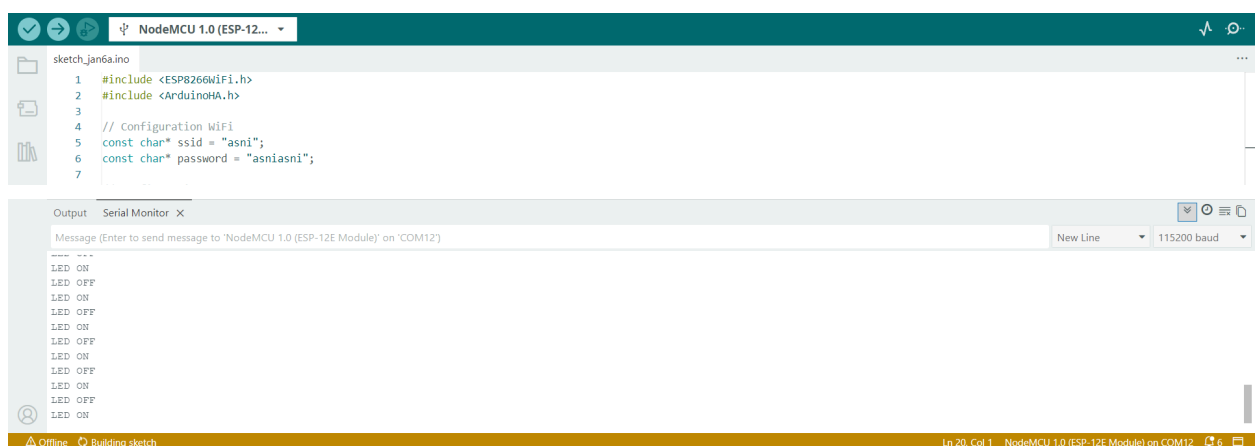 NodeMCU 1.0 (ESP-12...
sketch_jan6a.ino
...
1 #include <ESP8266WiFi.h>
2 #include <ArduinoHA.h>
3
4 // Configuration WiFi
5 const char* ssid = "asni";
6 const char* password = "asniasni";
7
Output Serial Monitor X
Message (Enter to send message to 'NodeMCU 1.0 (ESP-12E Module)' on 'COM12')
New Line 115200 baud
LED ON
LED OFF
LED ON
LED OFF
LED ON
LED OFF
LED ON
LED OFF
LED ON
LED OFF
LED ON
Offline Building sketch Ln 20, Col 1 NodeMCU 1.0 (ESP-12E Module) on COM12 6